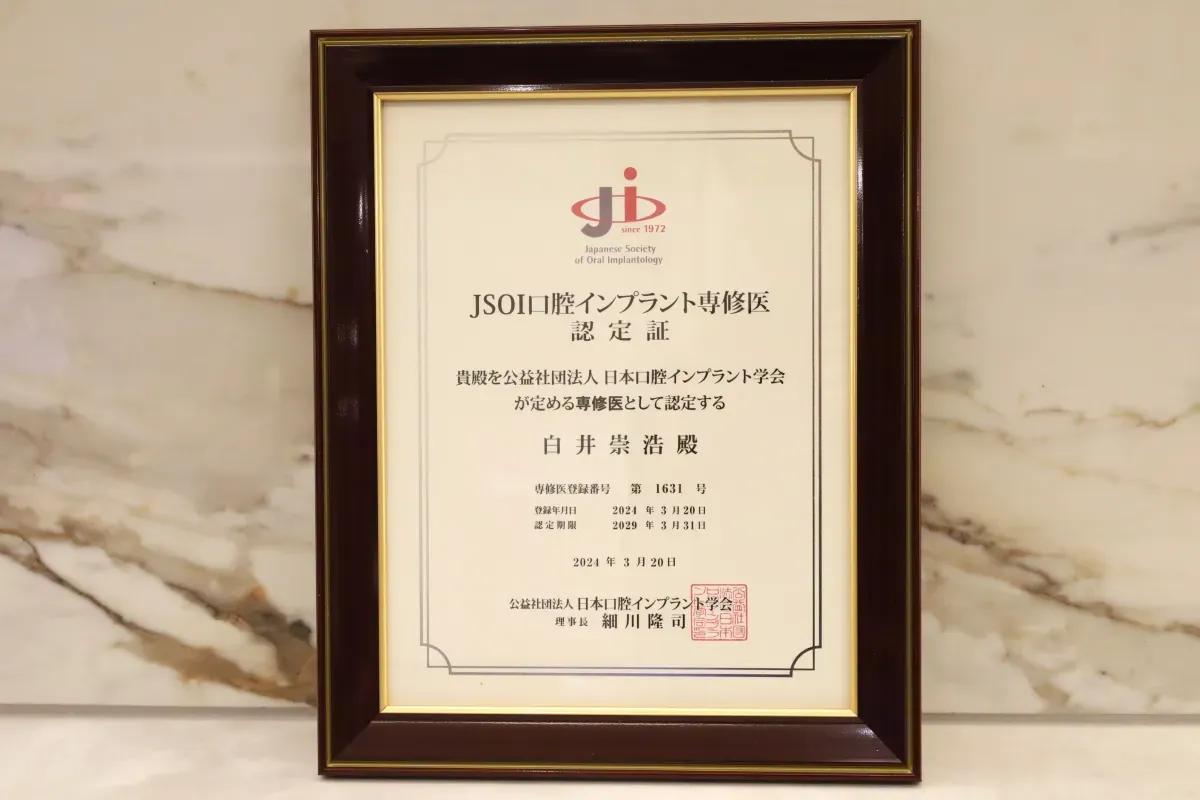 Ji
since 1972
Japanese Society
of Oral Implantology
JSOI口腔インプラント専修医
認定証
貴殿を公益社団法人 日本口腔インプラント学会
が定める専修医として認定する
白井崇浩殿
専修医登録番号 第 1631 号
登録年月日 2024 年 3 月 20 日
認定期限 2029 年 3 月 31 日
2024 年 3 月 20 日
公益社団法人 日本口腔インプラント学会
理事長 細川隆司